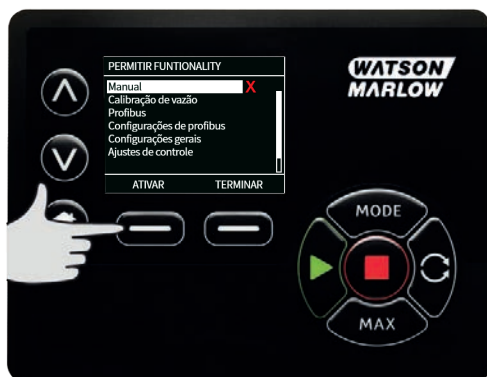 PERMITIR FUNTIONALITY
Manual X
Calibração de vazão
Profibus
Configurações de profibus
Configurações gerais
Ajustes de controle
ATIVAR TERMINAR
WATSON
MARLOW
MODE
MAX